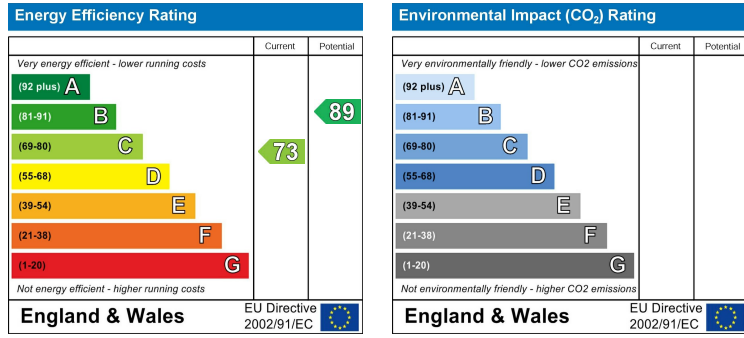 Energy Efficiency Rating
Current Potential
Very energy efficient - lower running costs
(92 plus) A
(81-91) B
89
(69-80) C
73
(55-68) D
(39-54) E
(21-38) F
(1-20) G
Not energy efficient - higher running costs
England & Wales
EU Directive
2002/91/EC
Environmental Impact (CO₂) Rating
Current Potential
Very environmentally friendly - lower CO2 emissions
(92 plus) A
(81-91) B
(69-80) C
(55-68) D
(39-54) E
(21-38) F
(1-20) G
Not environmentally friendly - higher CO2 emissions
England & Wales
EU Directive
2002/91/EC